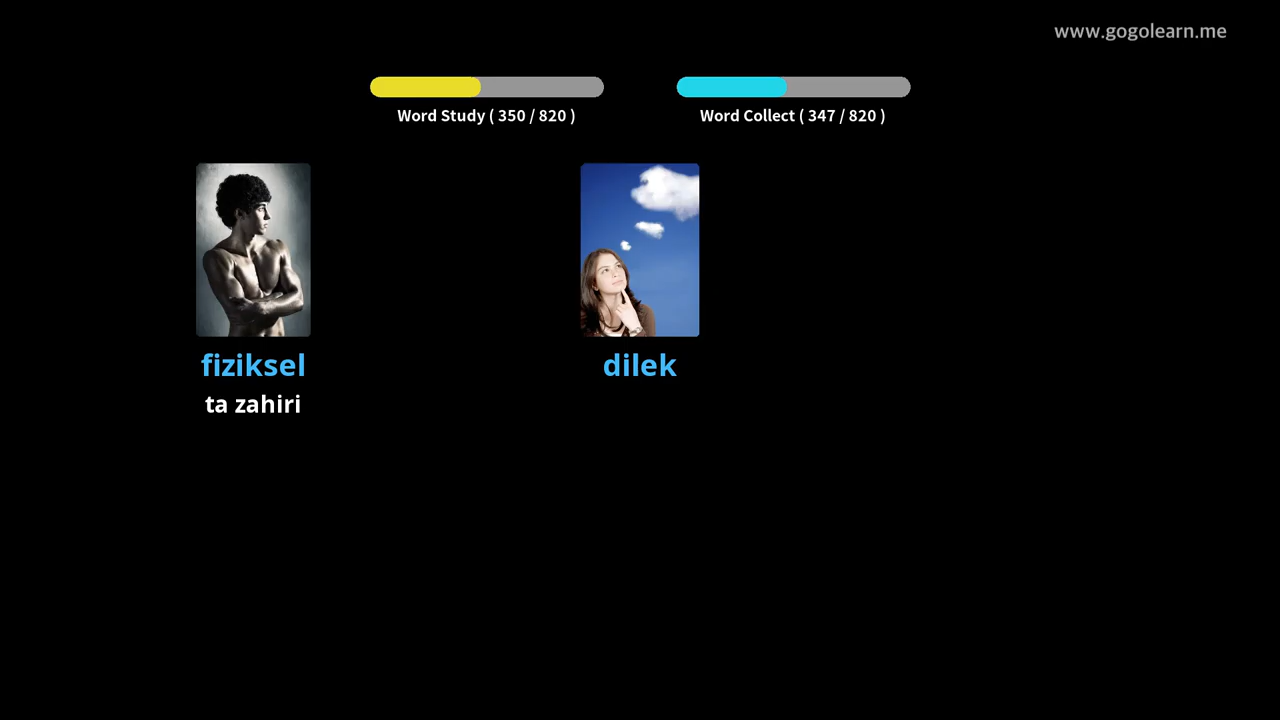 www.gogolearn.me
Word Study ( 350 / 820 )
Word Collect ( 347 / 820 )
fiziksel
ta zahiri
dilek